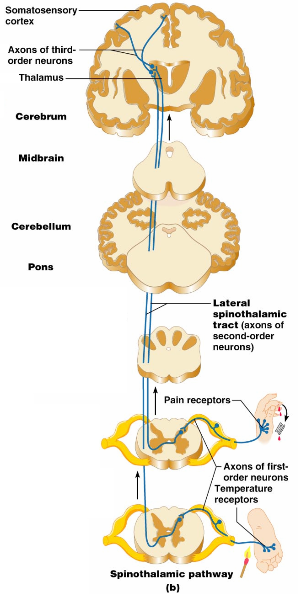 Somatosensory
cortex
Axons of third-
order neurons
Thalamus
Cerebrum
Midbrain
Cerebellum
Pons
Lateral
spinothalamic
tract (axons of
second-order
neurons)
Pain receptors
Axons of first-
order neurons
Temperature
receptors
Spinothalamic pathway
(b)